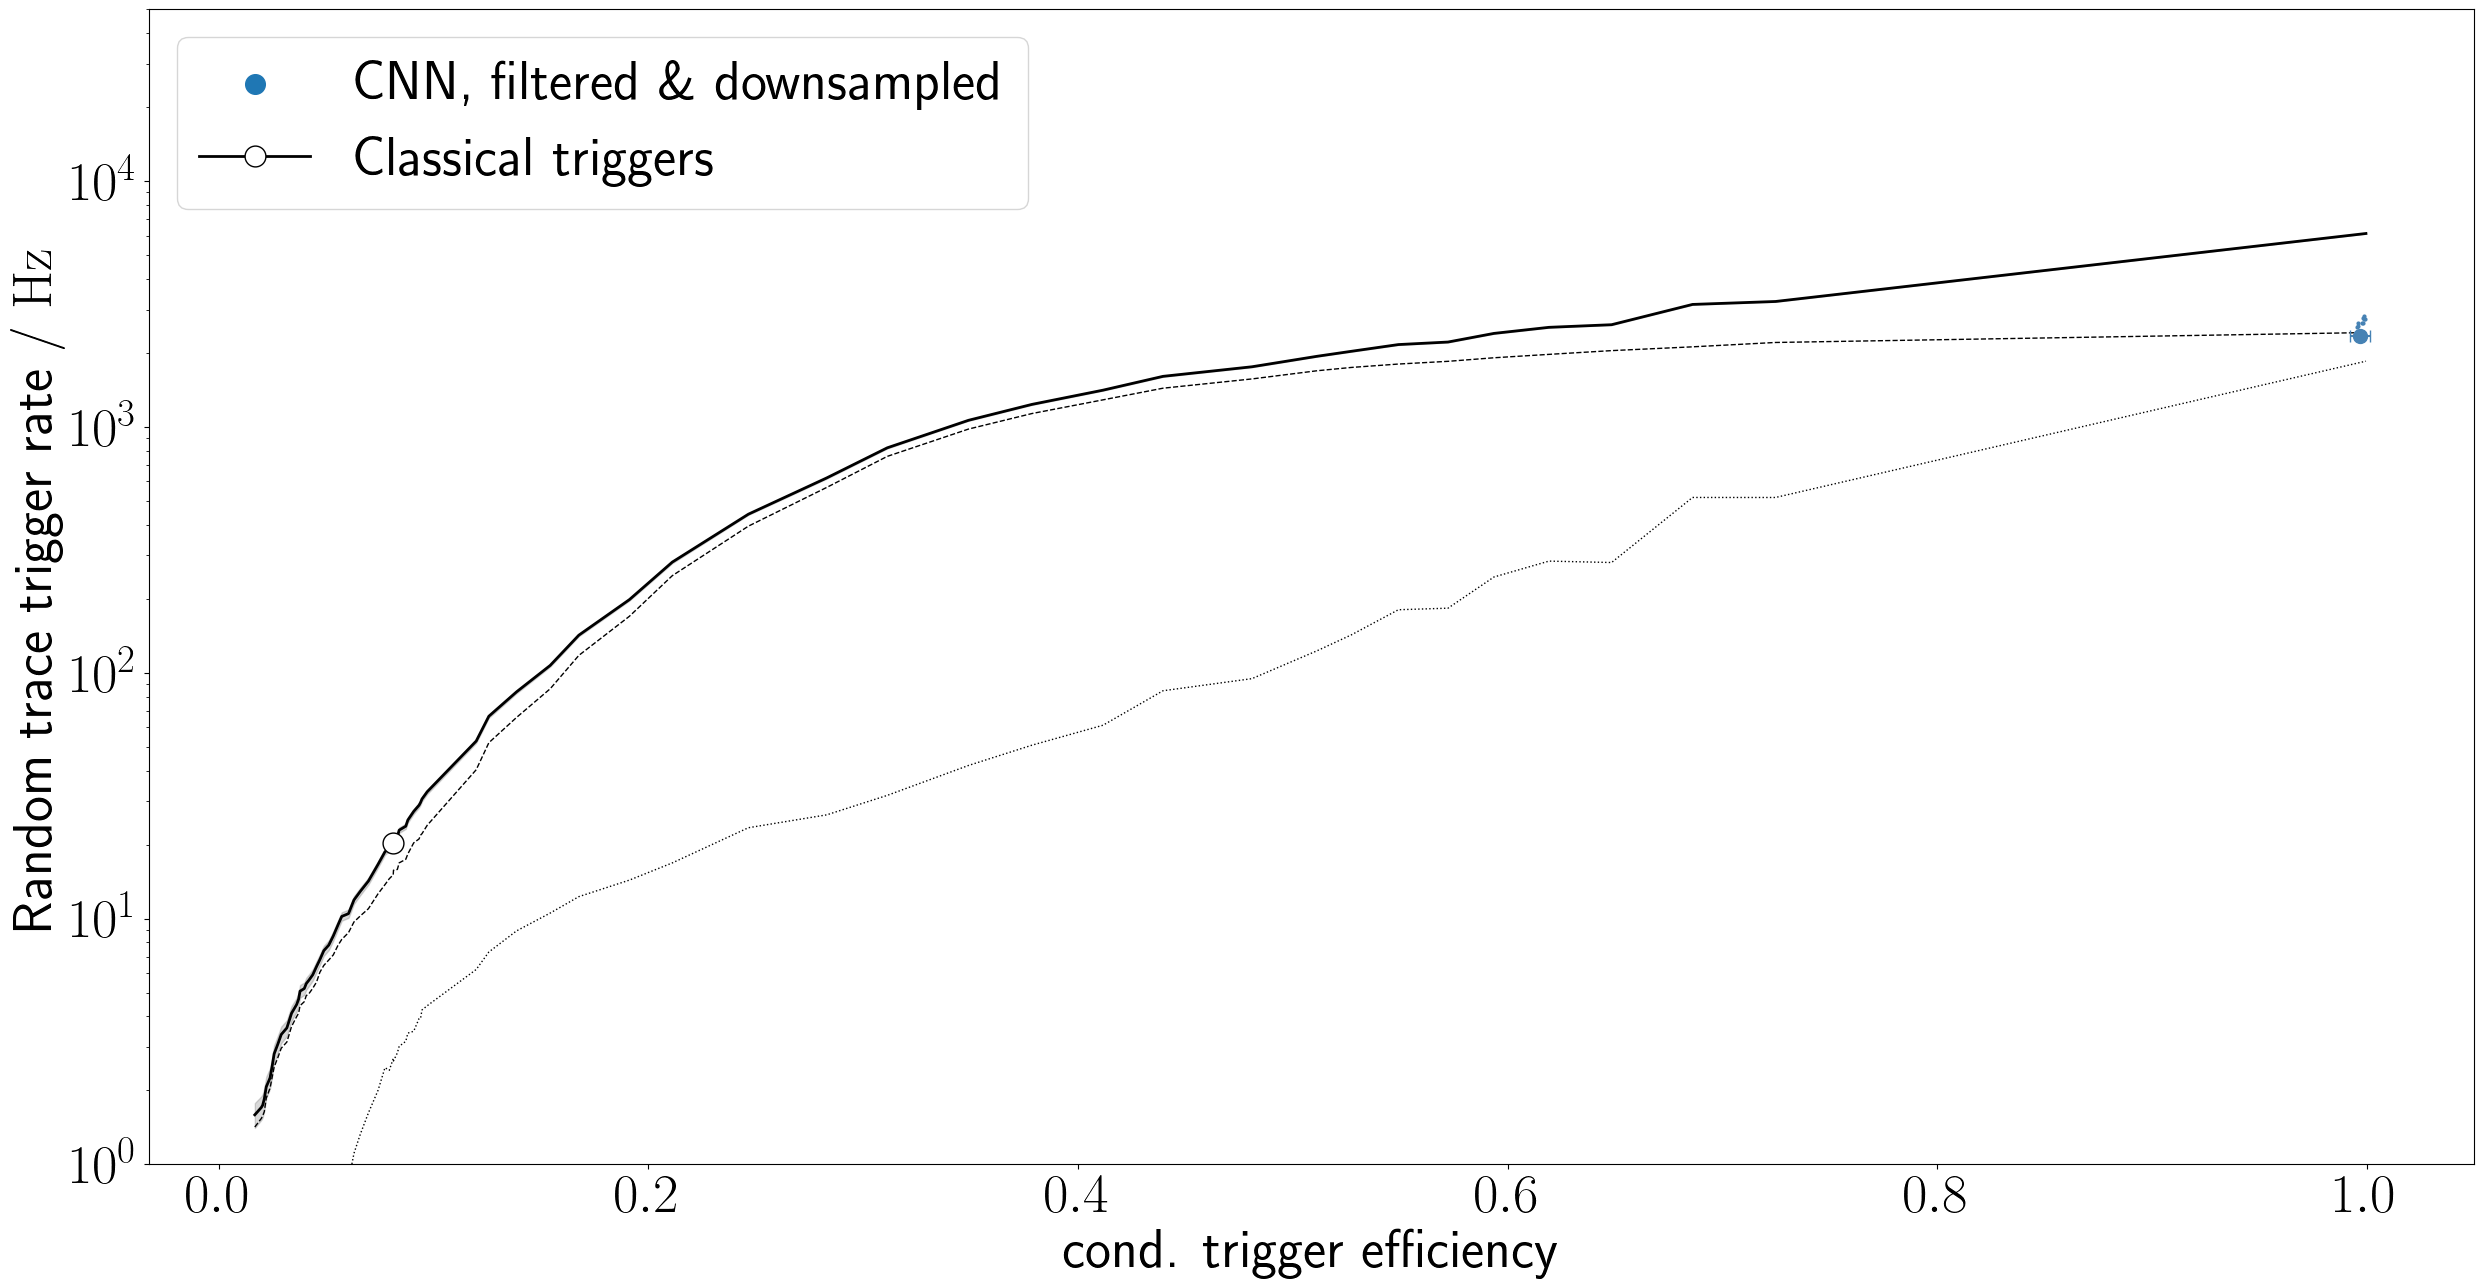 CNN, filtered & downsampled
Classical triggers
Random trace trigger rate / Hz
10^4
10^3
10^2
10^1
10^0
0.0 0.2 0.4 0.6 0.8 1.0
cond. trigger efficiency